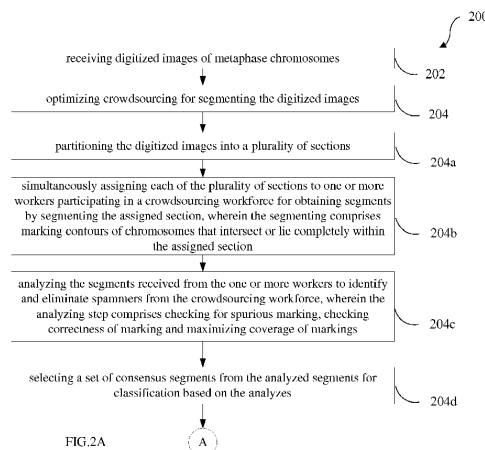 200
receiving digitized images of metaphase chromosomes
202
optimizing crowdsourcing for segmenting the digitized images
204
partitioning the digitized images into a plurality of sections
204a
simultaneously assigning each of the plurality of sections to one or more
workers participating in a crowdsourcing workforce for obtaining segments
by segmenting the assigned section, wherein the segmenting comprises
marking contours of chromosomes that intersect or lie completely within
the assigned section
204b
analyzing the segments received from the one or more workers to identify
and eliminate spammers from the crowdsourcing workforce, wherein the
analyzing step comprises checking for spurious marking, checking
correctness of marking and maximizing coverage of markings
204c
selecting a set of consensus segments from the analyzed segments for
classification based on the analyzes
204d
FIG.2A
A